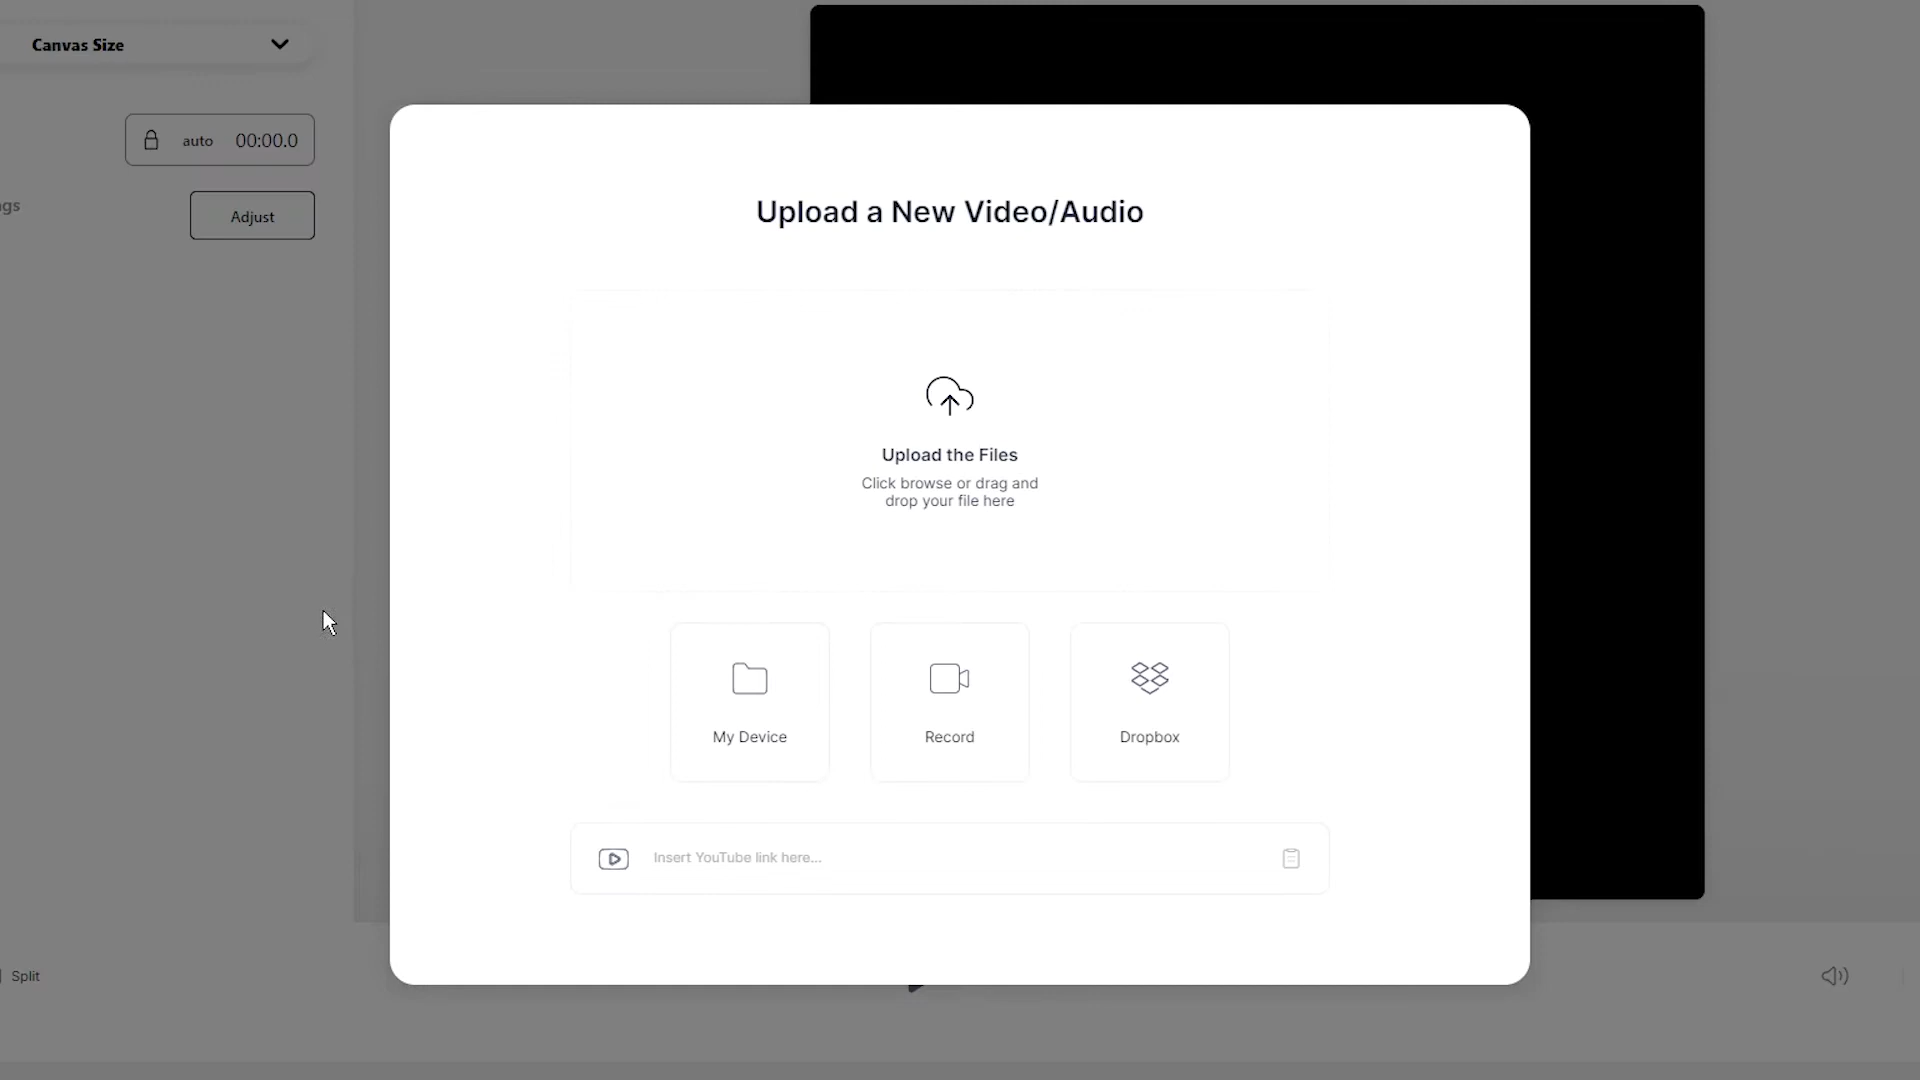 Canvas Size
auto 00:00.0
gs
Adjust
Upload a New Video/Audio
Upload the Files
Click browse or drag and
drop your file here
My Device
Record
Dropbox
Insert YouTube link here...
Split